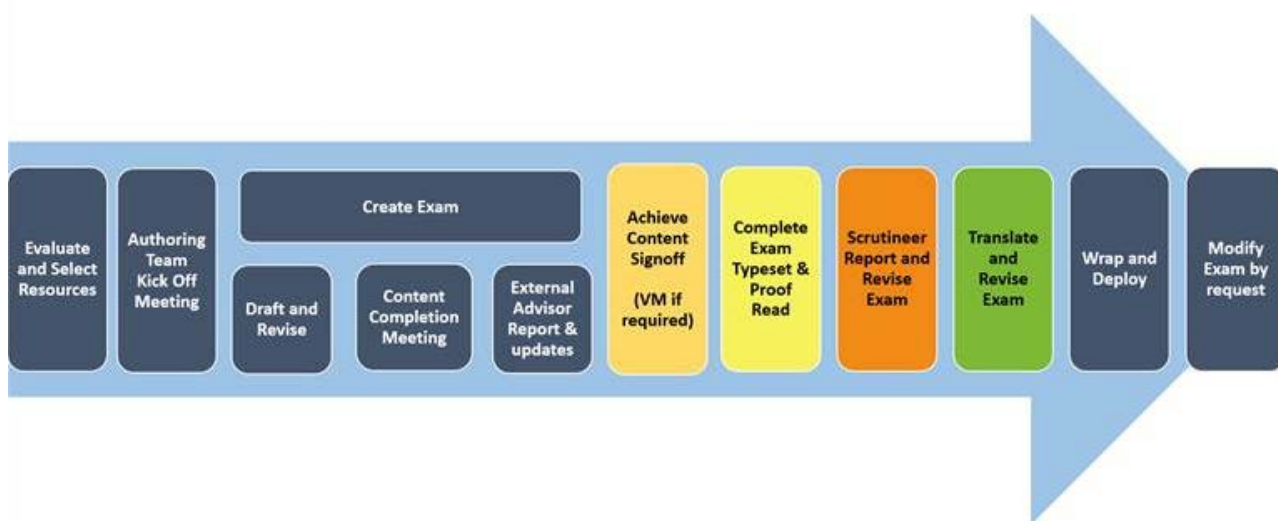 Evaluate
and Select
Resources
Authoring
Team
Kick Off
Meeting
Create Exam
Draft and
Revise
Content
Completion
Meeting
External
Advisor
Report &
updates
Achieve
Content
Signoff
(VM if
required)
Complete
Exam
Typeset &
Proof
Read
Scrutineer
Report and
Revise
Exam
Translate
and
Revise
Exam
Wrap and
Deploy
Modify
Exam by
request